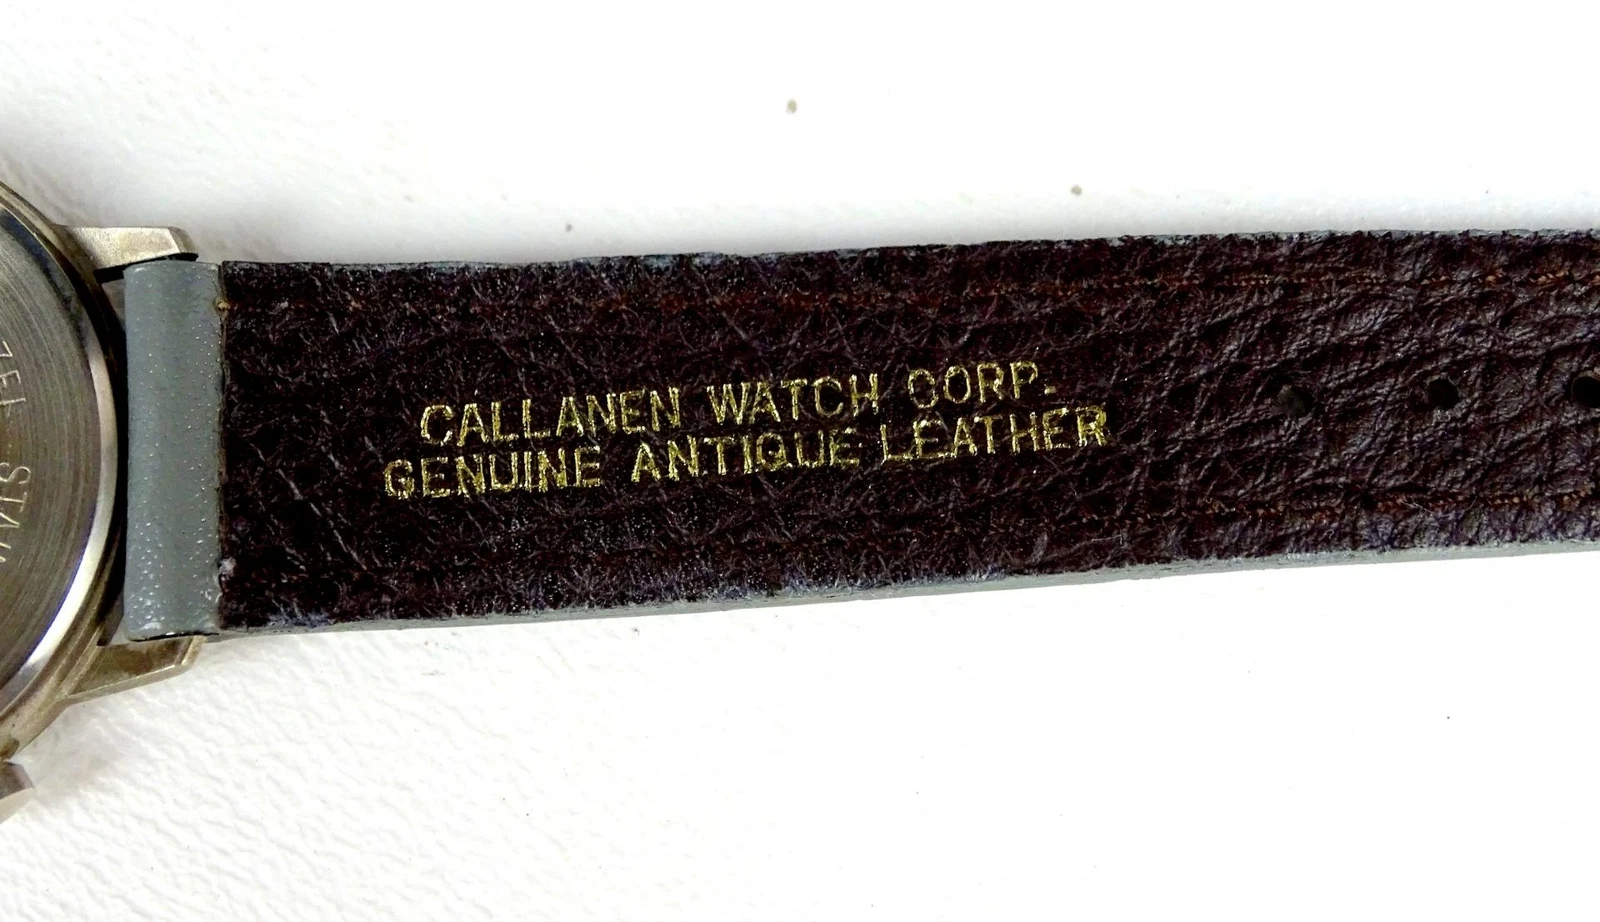 CALLANEN WATCH CORP.
GENUINE ANTIQUE LEATHER